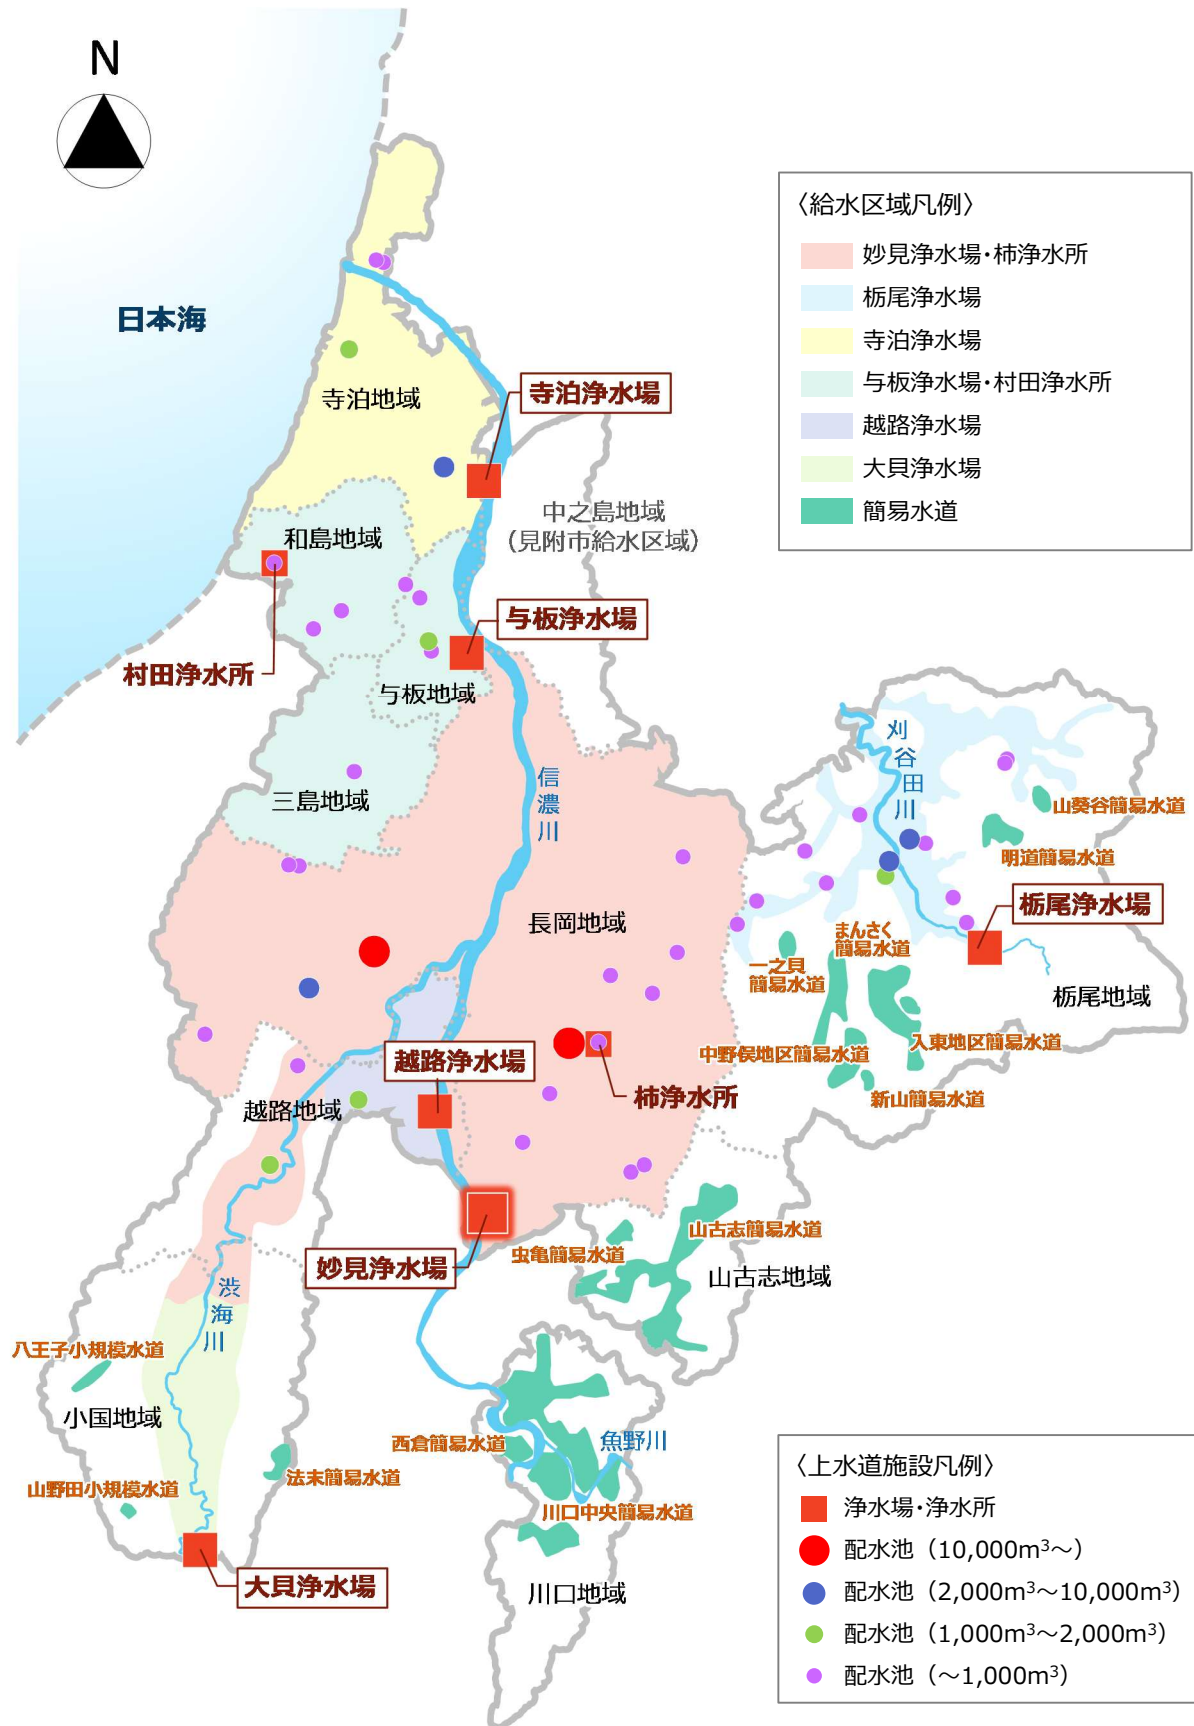 N
〈給水区域凡例〉
妙見浄水場・柿浄水所
栃尾浄水場
寺泊浄水場
与板浄水場・村田浄水所
越路浄水場
大貝浄水場
簡易水道
日本海
寺泊地域
寺泊浄水場
中之島地域
（見附市給水区域）
和島地域
与板浄水場
村田浄水所
与板地域
刈谷田川
信濃川
三島地域
山葵谷簡易水道
明道簡易水道
栃尾浄水場
長岡地域
まんさく
簡易水道
一之貝
簡易水道
栃尾地域
中野俣地区簡易水道
入東地区簡易水道
越路浄水場
柿浄水所
新山簡易水道
越路地域
山古志簡易水道
虫亀簡易水道
妙見浄水場
山古志地域
渋海川
八王子小規模水道
小国地域
西倉簡易水道
魚野川
法末簡易水道
山野田小規模水道
川口中央簡易水道
大貝浄水場
川口地域
〈上水道施設凡例〉
浄水場・浄水所
配水池（10,000m³～）
配水池（2,000m³～10,000m³）
配水池（1,000m³～2,000m³）
配水池（～1,000m³）